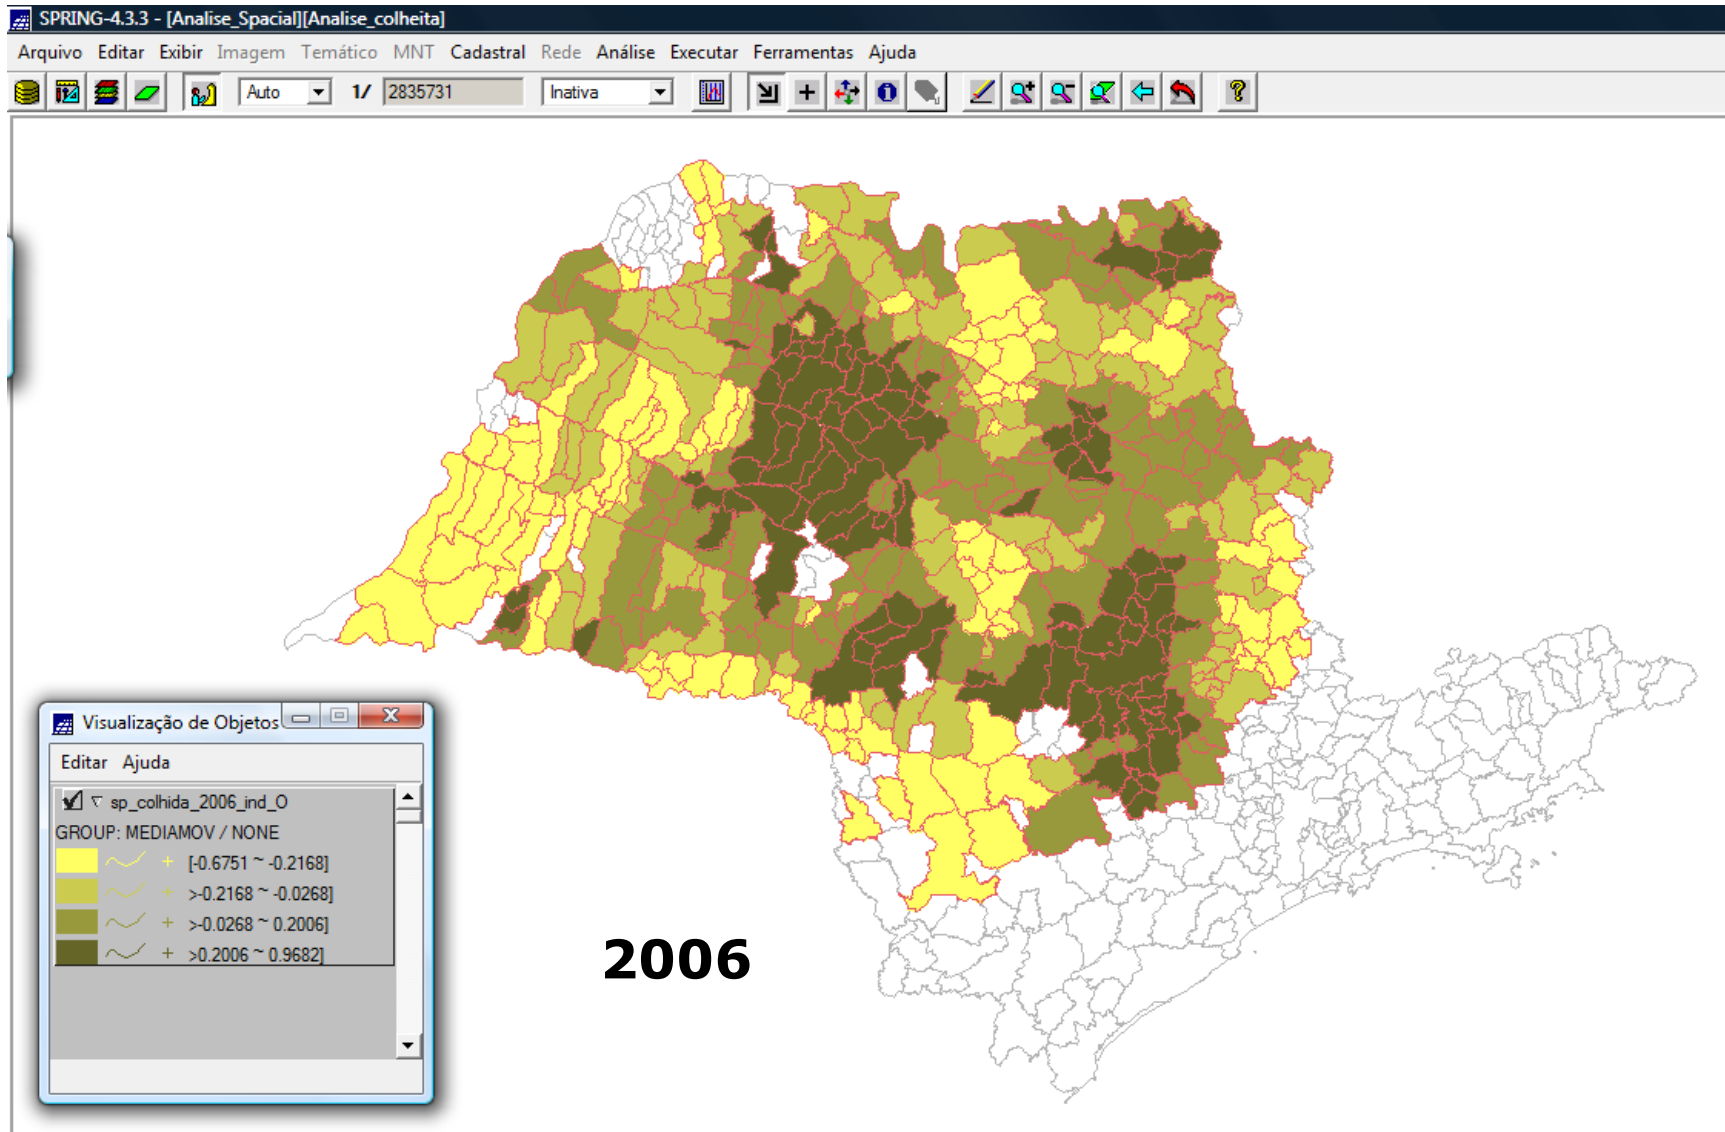 SPRING-4.3.3 - [Analise_Spacial][Analise_colheita]
Arquivo Editar Exibir Imagem Temático MNT Cadastral Rede Análise Executar Ferramentas Ajuda
Auto 1/ 2835731 Inativa
Visualização de Objetos
Editar Ajuda
sp_colhida_2006_ind_O
GROUP: MEDIAMOV / NONE
[-0.6751 ~ -0.2168]
>-0.2168 ~ -0.0268]
>-0.0268 ~ 0.2006]
>0.2006 ~ 0.9682]
2006